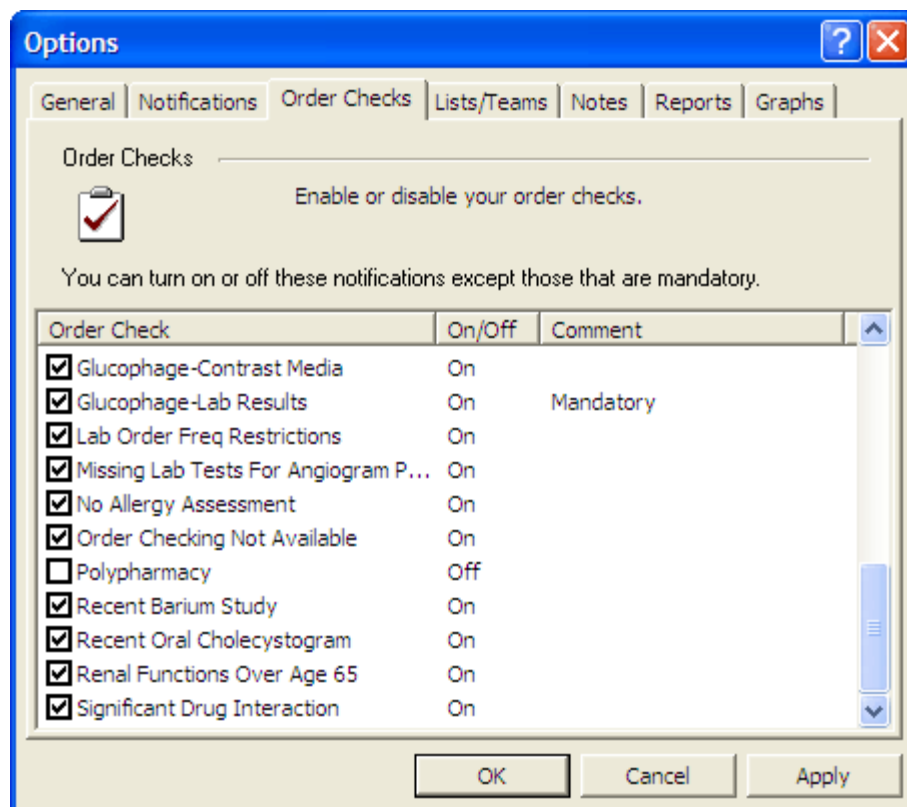 Options
General Notifications Order Checks Lists/Teams Notes Reports Graphs
Order Checks
Enable or disable your order checks.
You can turn on or off these notifications except those that are mandatory.
Order Check On/Off Comment
Glucophage-Contrast Media On
Glucophage-Lab Results On Mandatory
Lab Order Freq Restrictions On
Missing Lab Tests For Angiogram P... On
No Allergy Assessment On
Order Checking Not Available On
Polypharmacy Off
Recent Barium Study On
Recent Oral Cholecystogram On
Renal Functions Over Age 65 On
Significant Drug Interaction On
OK Cancel Apply